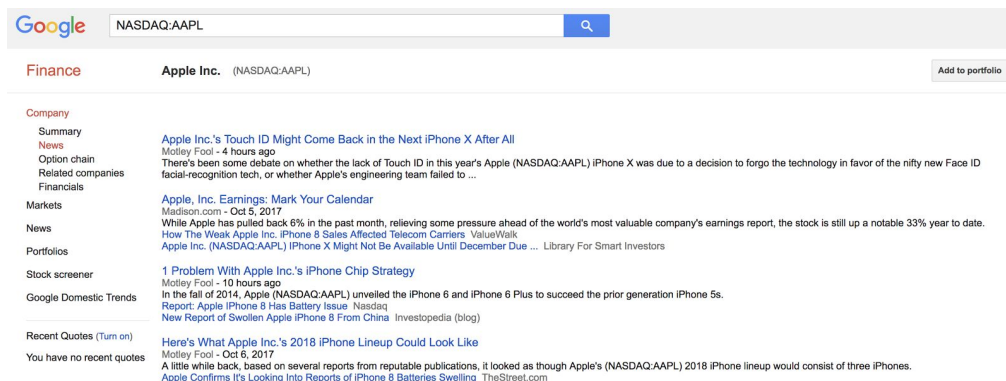 Google
NASDAQ:AAPL
Finance
Apple Inc. (NASDAQ:AAPL)
Add to portfolio
Company
Summary
News
Option chain
Related companies
Financials
Markets
News
Portfolios
Stock screener
Google Domestic Trends
Recent Quotes (Turn on)
You have no recent quotes
Apple Inc.'s Touch ID Might Come Back in the Next iPhone X After All
Motley Fool - 4 hours ago
There's been some debate on whether the lack of Touch ID in this year's Apple (NASDAQ:AAPL) iPhone X was due to a decision to forgo the technology in favor of the nifty new Face ID
facial-recognition tech, or whether Apple's engineering team failed to ...
Apple, Inc. Earnings: Mark Your Calendar
Madison.com - Oct 5, 2017
While Apple has pulled back 6% in the past month, relieving some pressure ahead of the world's most valuable company's earnings report, the stock is still up a notable 33% year to date.
How The Weak Apple Inc. iPhone 8 Sales Affected Telecom Carriers ValueWalk
Apple Inc. (NASDAQ:AAPL) IPhone X Might Not Be Available Until December Due ... Library For Smart Investors
1 Problem With Apple Inc.'s iPhone Chip Strategy
Motley Fool - 10 hours ago
In the fall of 2014, Apple (NASDAQ:AAPL) unveiled the iPhone 6 and iPhone 6 Plus to succeed the prior generation iPhone 5s.
Report: Apple IPhone 8 Has Battery Issue Nasdaq
New Report of Swollen Apple iPhone 8 From China Investopedia (blog)
Here's What Apple Inc.'s 2018 iPhone Lineup Could Look Like
Motley Fool - Oct 6, 2017
A little while back, based on several reports from reputable publications, it looked as though Apple's (NASDAQ:AAPL) 2018 iPhone lineup would consist of three iPhones.
Apple Confirms It's Looking Into Reports of iPhone 8 Batteries Swelling TheStreet.com